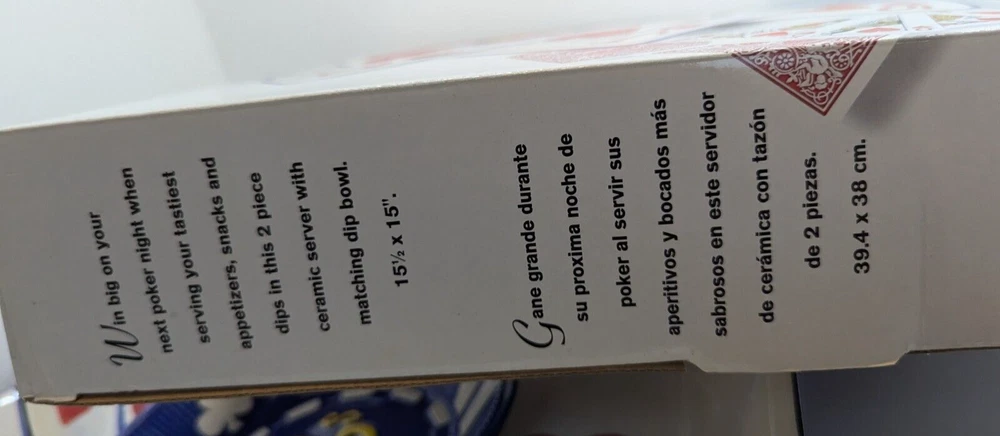 Win big on your
next poker night when
serving your tastiest
appetizers, snacks and
dips in this 2 piece
ceramic server with
matching dip bowl.
15½ x 15".
Gane grande durante
su proxima noche de
poker al servir sus
aperitivos y bocados más
sabrosos en este servidor
de cerámica con tazón
de 2 piezas.
39.4 x 38 cm.